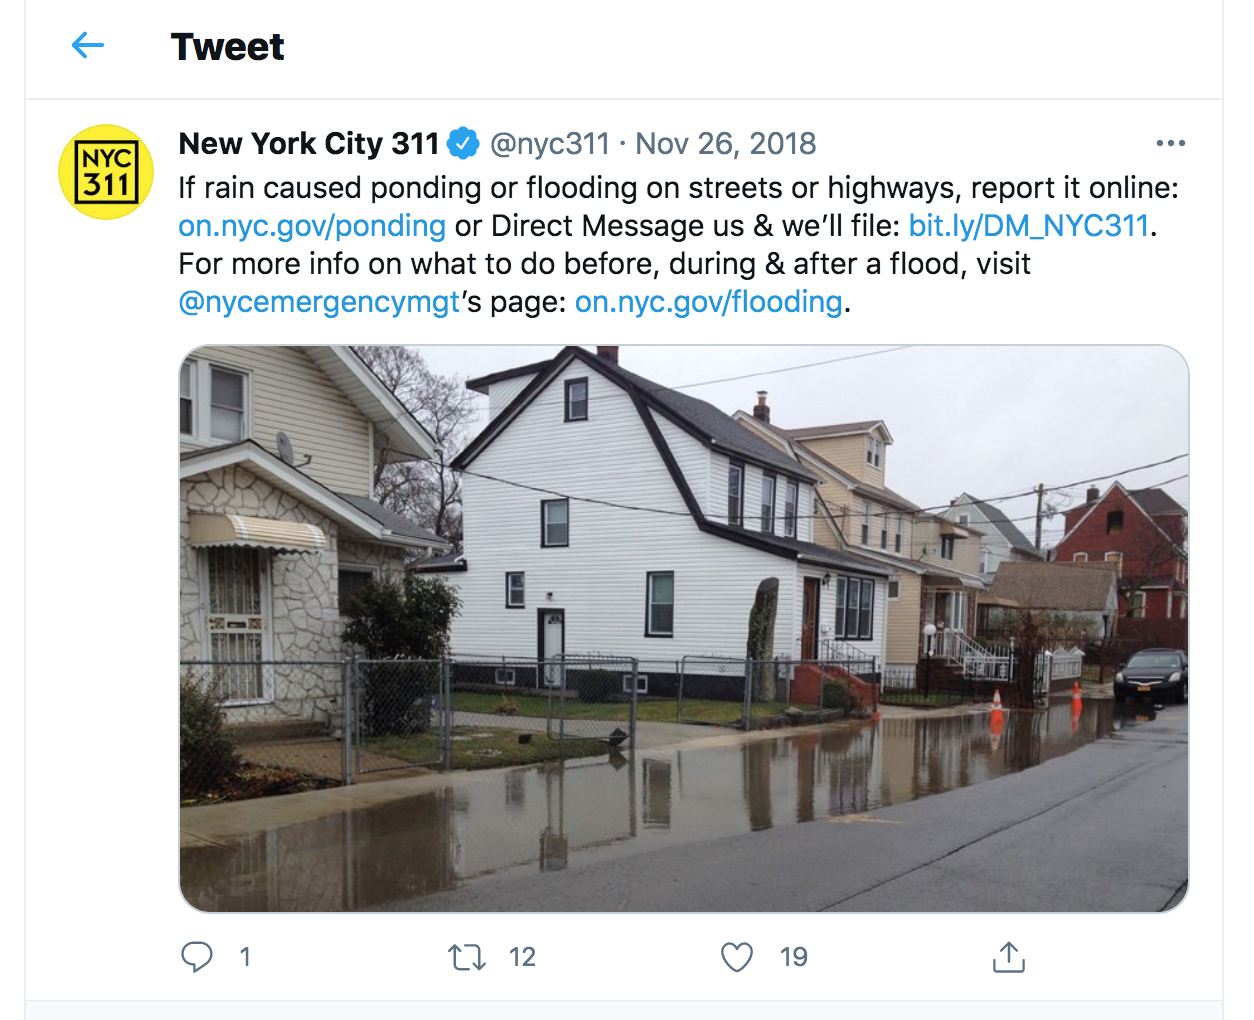 Tweet
NYC
311
New York City 311 @nyc311 · Nov 26, 2018
If rain caused ponding or flooding on streets or highways, report it online:
on.nyc.gov/ponding or Direct Message us & we’ll file: bit.ly/DM_NYC311.
For more info on what to do before, during & after a flood, visit
@nycemergencymgt’s page: on.nyc.gov/flooding.
1
12
19